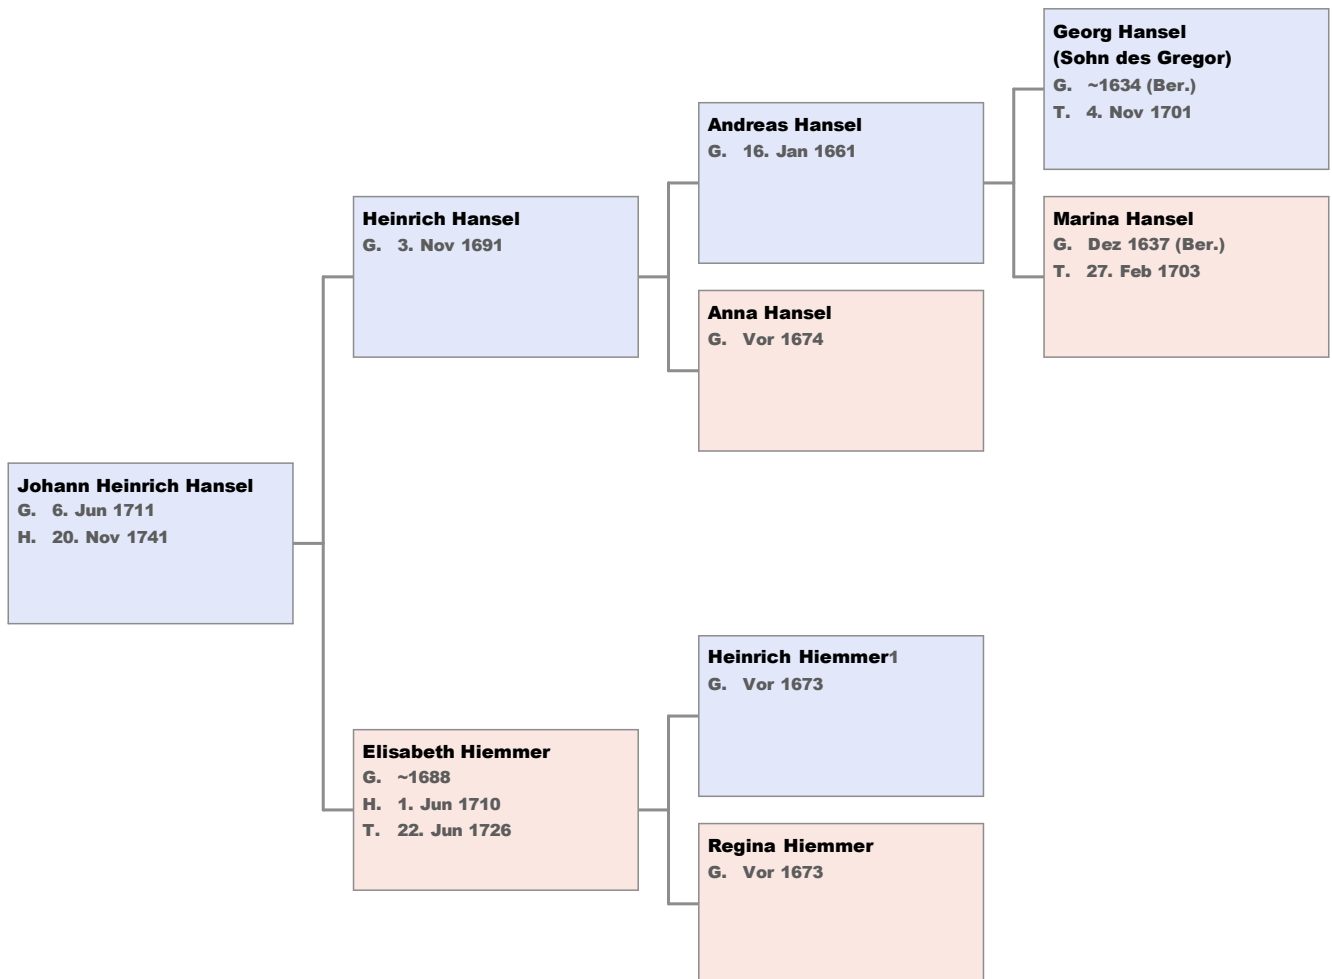 Georg Hansel
(Sohn des Gregor)
G. ~1634 (Ber.)
T. 4. Nov 1701
Andreas Hansel
G. 16. Jan 1661
Marina Hansel
G. Dez 1637 (Ber.)
T. 27. Feb 1703
Heinrich Hansel
G. 3. Nov 1691
Anna Hansel
G. Vor 1674
Johann Heinrich Hansel
G. 6. Jun 1711
H. 20. Nov 1741
Heinrich Hiemmer1
G. Vor 1673
Elisabeth Hiemmer
G. ~1688
H. 1. Jun 1710
T. 22. Jun 1726
Regina Hiemmer
G. Vor 1673